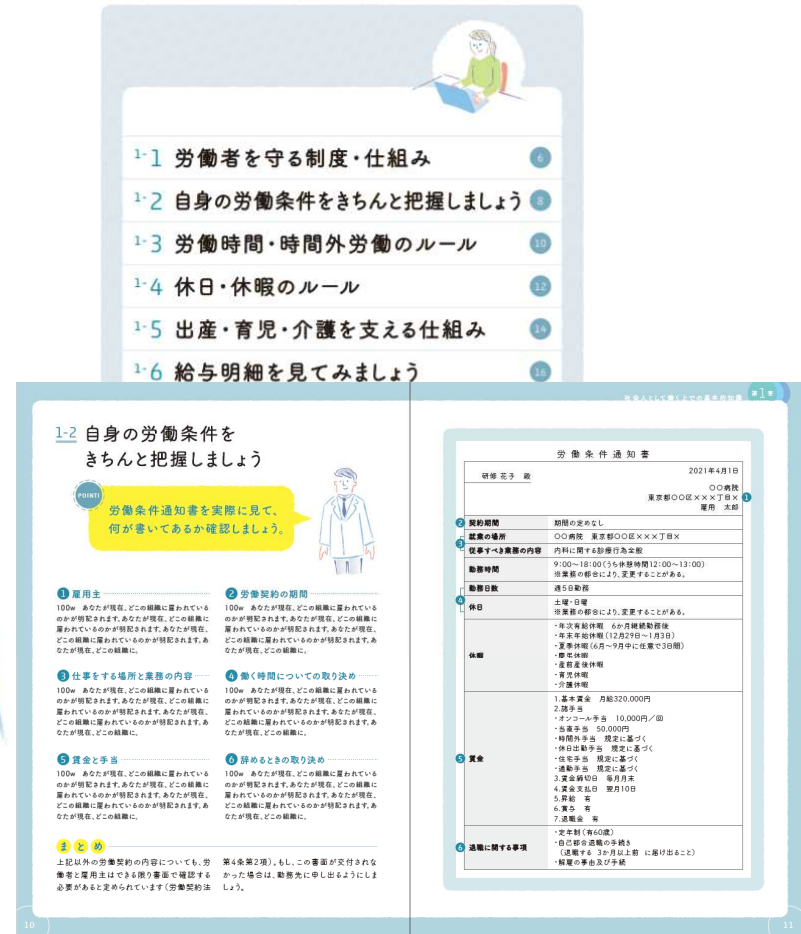 1-1 労働者を守る制度・仕組み 6
1-2 自身の労働条件をきちんと把握しましょう 8
1-3 労働時間・時間外労働のルール 10
1-4 休日・休暇のルール 12
1-5 出産・育児・介護を支える仕組み 14
1-6 給与明細を見てみましょう 16
社会人として働く上での基本的知識 第1章
1-2 自身の労働条件を
きちんと把握しましょう
POINT!
労働条件通知書を実際に見て、
何が書いてあるか確認しましょう。
1 雇用主
100w あなたが現在、どこの組織に雇われている
のかが明記されます。あなたが現在、どこの組織に
雇われているのかが明記されます。あなたが現在、
どこの組織に雇われているのかが明記されます。あ
なたが現在、どこの組織に。
2 労働契約の期間
100w あなたが現在、どこの組織に雇われている
のかが明記されます。あなたが現在、どこの組織に
雇われているのかが明記されます。あなたが現在、
どこの組織に雇われているのかが明記されます。あ
なたが現在、どこの組織に。
3 仕事をする場所と業務の内容
100w あなたが現在、どこの組織に雇われている
のかが明記されます。あなたが現在、どこの組織に
雇われているのかが明記されます。あなたが現在、
どこの組織に雇われているのかが明記されます。あ
なたが現在、どこの組織に。
4 働く時間についての取り決め
100w あなたが現在、どこの組織に雇われている
のかが明記されます。あなたが現在、どこの組織に
雇われているのかが明記されます。あなたが現在、
どこの組織に雇われているのかが明記されます。あ
なたが現在、どこの組織に。
5 賃金と手当
100w あなたが現在、どこの組織に雇われている
のかが明記されます。あなたが現在、どこの組織に
雇われているのかが明記されます。あなたが現在、
どこの組織に雇われているのかが明記されます。あ
なたが現在、どこの組織に。
6 辞めるときの取り決め
100w あなたが現在、どこの組織に雇われている
のかが明記されます。あなたが現在、どこの組織に
雇われているのかが明記されます。あなたが現在、
どこの組織に雇われているのかが明記されます。あ
なたが現在、どこの組織に。
まとめ
上記以外の労働契約の内容についても、労
働者と雇用主はできる限り書面で確認する
必要があると定められています(労働契約法
第4条第2項)。もし、この書面が交付されな
かった場合は、勤務先に申し出るようにしま
しょう。
10
労働条件通知書
2021年4月1日
研修 花子 殿
〇〇病院
東京都〇〇区×××丁目× 1
雇用 太郎
2 契約期間 期間の定めなし
3 就業の場所 〇〇病院 東京都〇〇区×××丁目×
従事すべき業務の内容 内科に関する診療行為全般
4 勤務時間 9:00～18:00(うち休憩時間12:00～13:00)
※業務の都合により、変更することがある。
勤務日数 週5日勤務
休日 土曜・日曜
※業務の都合により、変更することがある。
休暇 ・年次有給休暇 6か月継続勤務後
・年末年始休暇(12月29日～1月3日)
・夏季休暇(6月～9月中に任意で3日間)
・慶弔休暇
・産前産後休暇
・育児休暇
・介護休暇
5 賃金 1.基本賃金 月給320,000円
2.諸手当
・オンコール手当 10,000円／回
・当直手当 50,000円
・時間外手当 規定に基づく
・休日出勤手当 規定に基づく
・住宅手当 規定に基づく
・通勤手当 規定に基づく
3.賃金締切日 毎月月末
4.賃金支払日 翌月10日
5.昇給 有
6.賞与 有
7.退職金 有
6 退職に関する事項 ・定年制(有60歳)
・自己都合退職の手続き
(退職する 3か月以上前 に届け出ること)
・解雇の事由及び手続
11